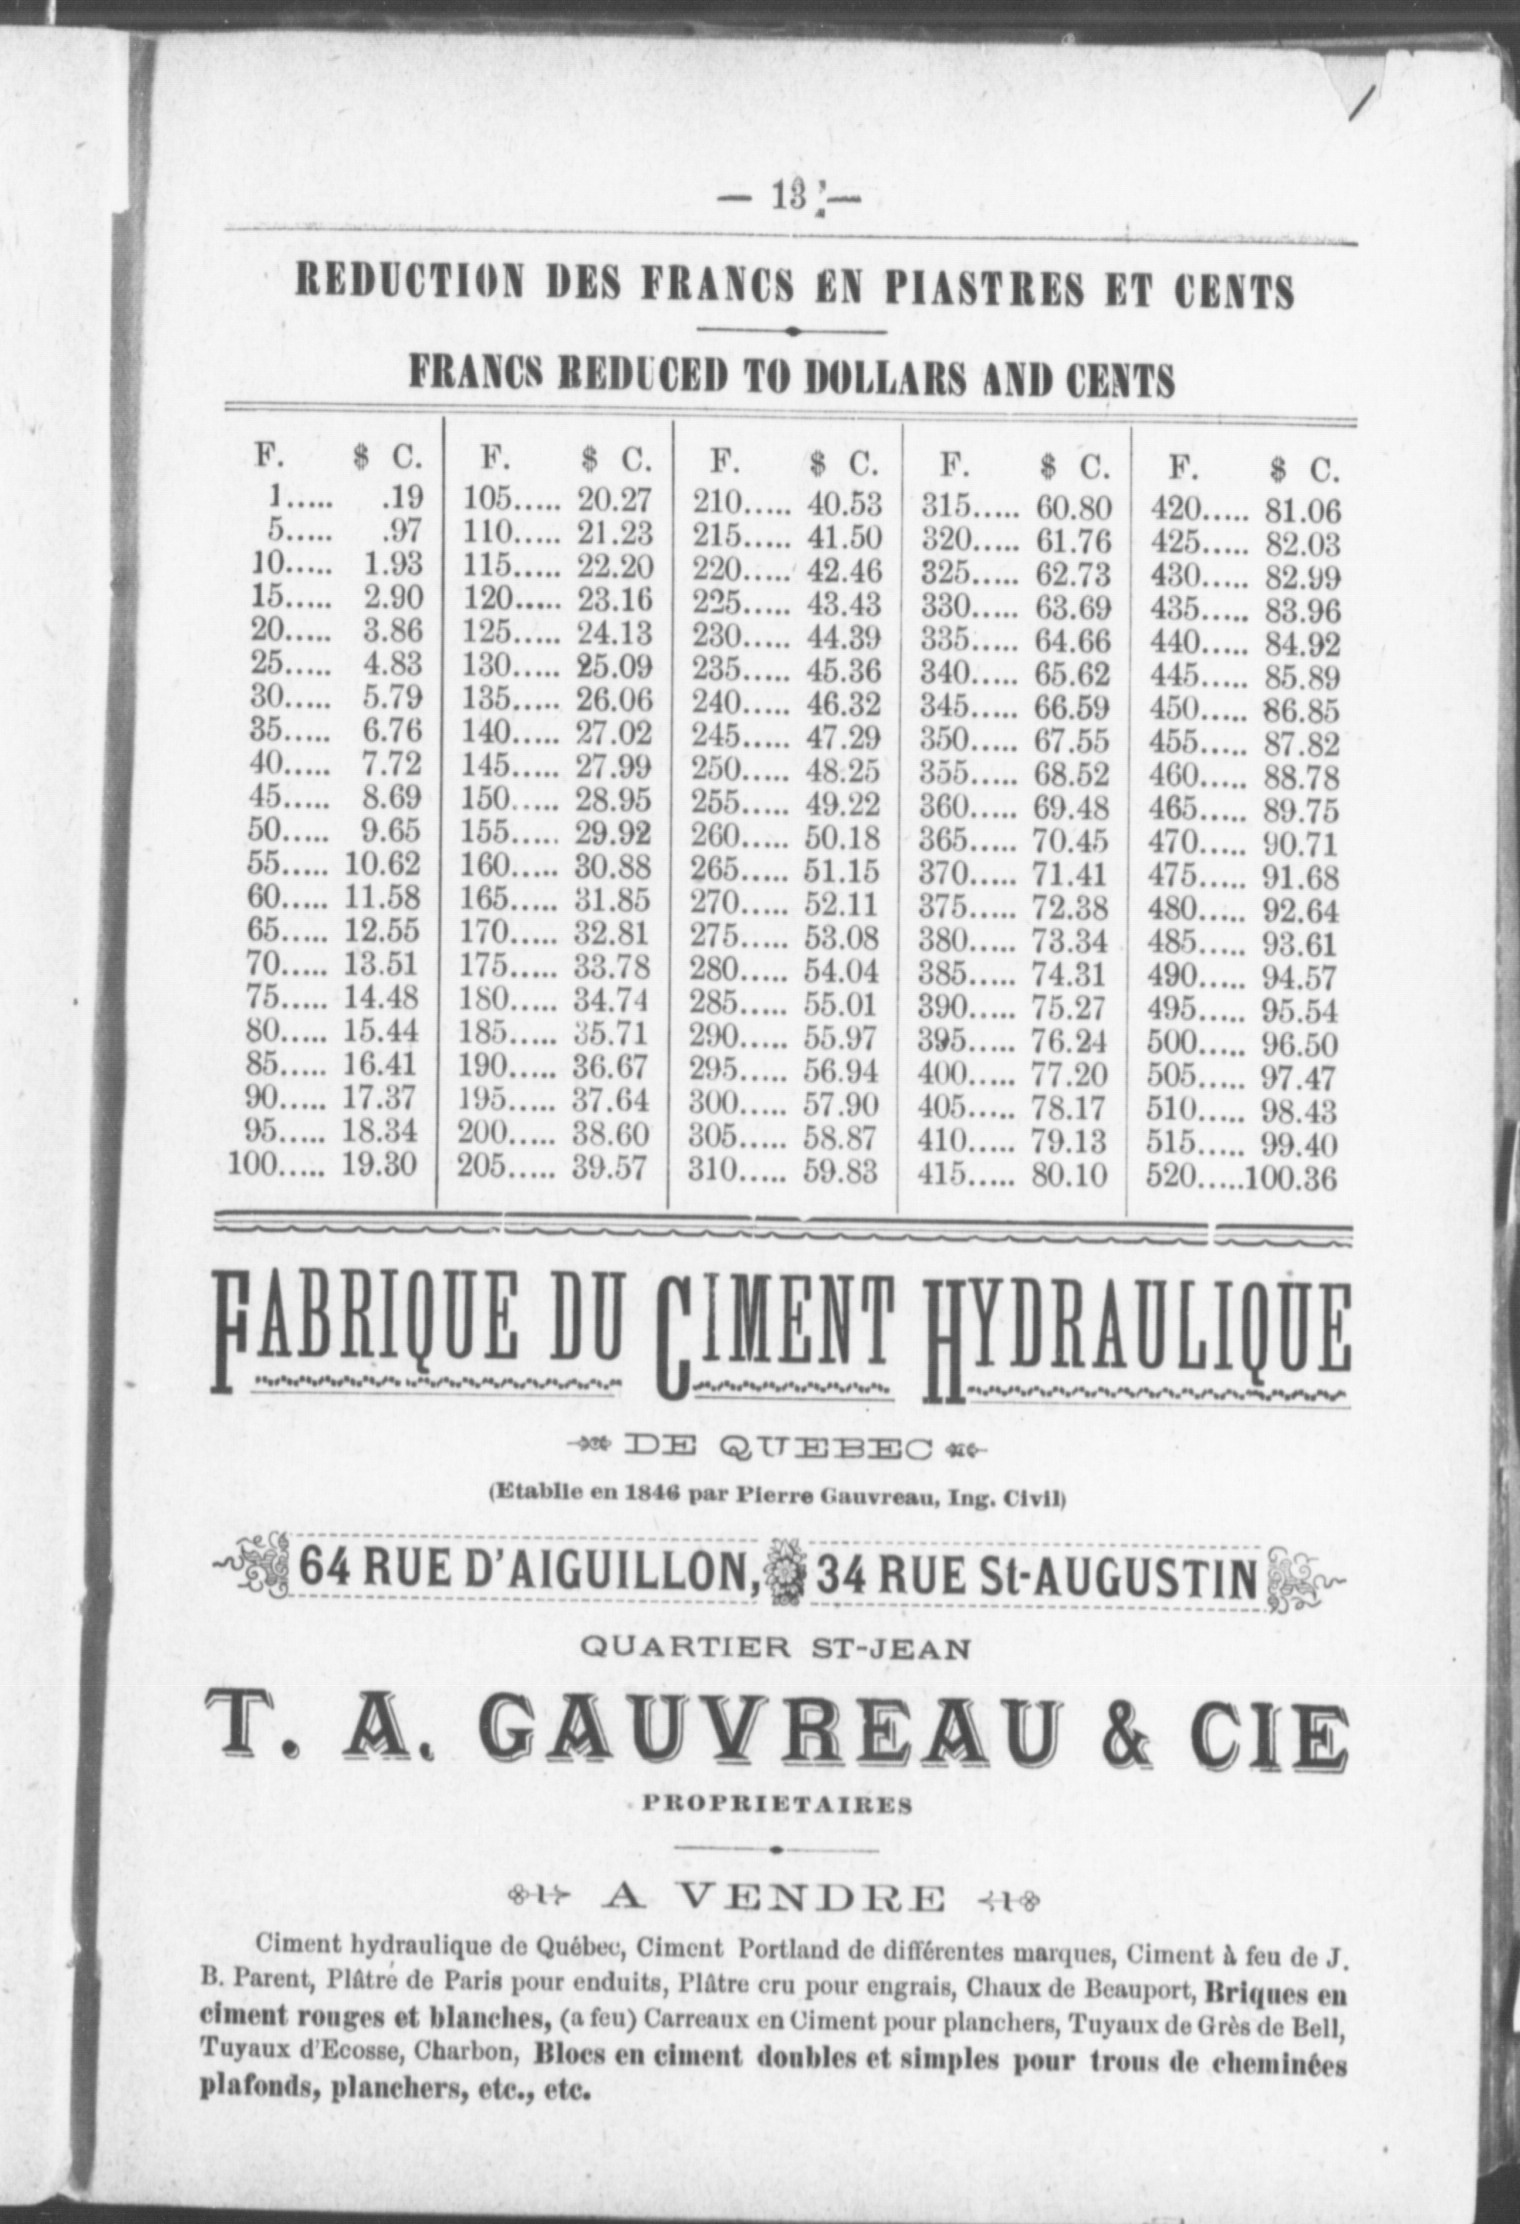 — 13 —
REDUCTION DES FRANCS EN PIASTRES ET CENTS
FRANCS REDUCED TO DOLLARS AND CENTS
F. $ C. F. $ C. F. $ C. F. $ C. F. $ C.
1..... .19 105..... 20.27 210..... 40.53 315..... 60.80 420..... 81.06
5..... .97 110..... 21.23 215..... 41.50 320..... 61.76 425..... 82.03
10..... 1.93 115..... 22.20 220..... 42.46 325..... 62.73 430..... 82.99
15..... 2.90 120..... 23.16 225..... 43.43 330..... 63.69 435..... 83.96
20..... 3.86 125..... 24.13 230..... 44.39 335..... 64.66 440..... 84.92
25..... 4.83 130..... 25.09 235..... 45.36 340..... 65.62 445..... 85.89
30..... 5.79 135..... 26.06 240..... 46.32 345..... 66.59 450..... 86.85
35..... 6.76 140..... 27.02 245..... 47.29 350..... 67.55 455..... 87.82
40..... 7.72 145..... 27.99 250..... 48.25 355..... 68.52 460..... 88.78
45..... 8.69 150..... 28.95 255..... 49.22 360..... 69.48 465..... 89.75
50..... 9.65 155..... 29.92 260..... 50.18 365..... 70.45 470..... 90.71
55..... 10.62 160..... 30.88 265..... 51.15 370..... 71.41 475..... 91.68
60..... 11.58 165..... 31.85 270..... 52.11 375..... 72.38 480..... 92.64
65..... 12.55 170..... 32.81 275..... 53.08 380..... 73.34 485..... 93.61
70..... 13.51 175..... 33.78 280..... 54.04 385..... 74.31 490..... 94.57
75..... 14.48 180..... 34.74 285..... 55.01 390..... 75.27 495..... 95.54
80..... 15.44 185..... 35.71 290..... 55.97 395..... 76.24 500..... 96.50
85..... 16.41 190..... 36.67 295..... 56.94 400..... 77.20 505..... 97.47
90..... 17.37 195..... 37.64 300..... 57.90 405..... 78.17 510..... 98.43
95..... 18.34 200..... 38.60 305..... 58.87 410..... 79.13 515..... 99.40
100..... 19.30 205..... 39.57 310..... 59.83 415..... 80.10 520.....100.36
FABRIQUE DU CIMENT HYDRAULIQUE
DE QUEBEC
(Etablie en 1846 par Pierre Gauvreau, Ing. Civil)
64 RUE D'AIGUILLON, 34 RUE St-AUGUSTIN
QUARTIER ST-JEAN
T. A. GAUVREAU & CIE
PROPRIETAIRES
A VENDRE
Ciment hydraulique de Québec, Ciment Portland de différentes marques, Ciment à feu de J.
B. Parent, Plâtre de Paris pour enduits, Plâtre cru pour engrais, Chaux de Beauport, Briques en
ciment rouges et blanches, (a feu) Carreaux en Ciment pour planchers, Tuyaux de Grès de Bell,
Tuyaux d'Ecosse, Charbon, Blocs en ciment doubles et simples pour trous de cheminées
plafonds, planchers, etc., etc.